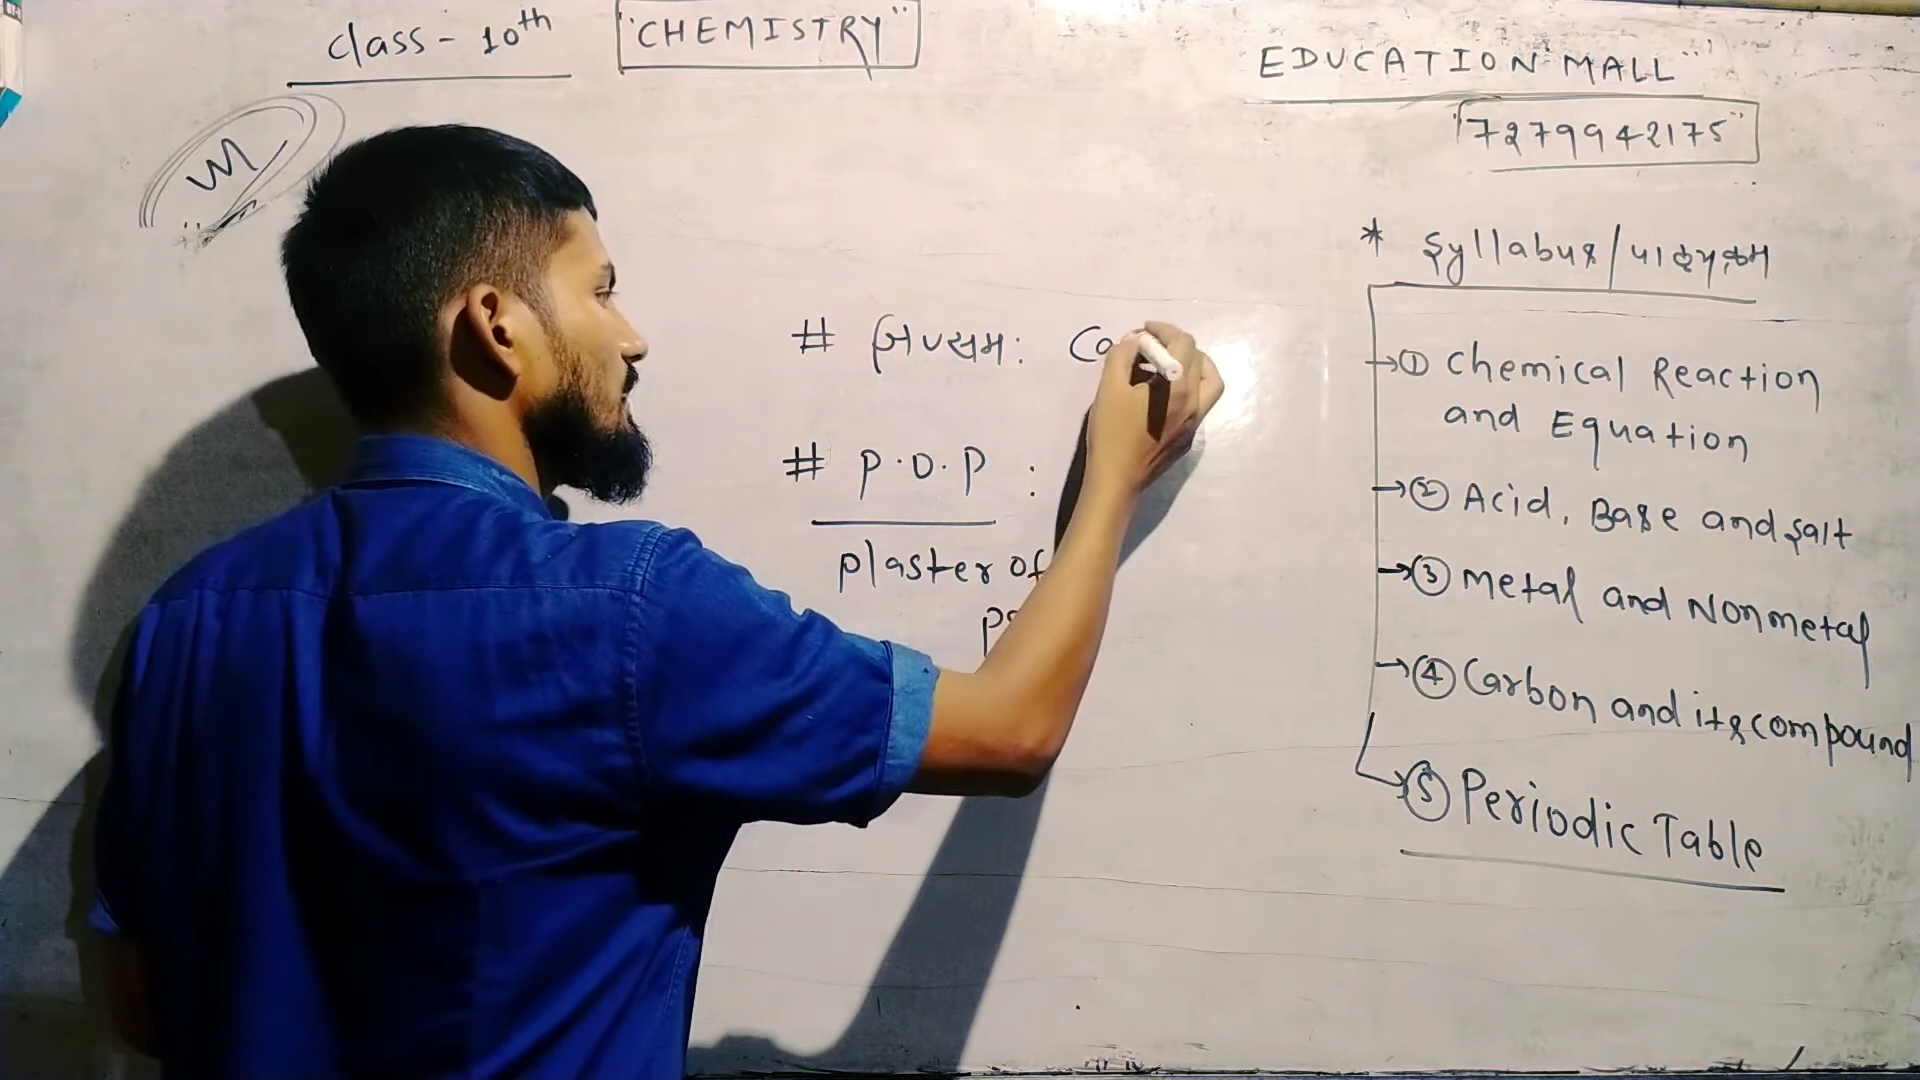 Class - 10th "CHEMISTRY"
EDUCATION MALL"
"7279942175"
* Syllabus/पाठ्यक्रम
# जिप्सम: Ca
→① Chemical Reaction
and Equation
# P.O.P :
→② Acid, Base and Salt
plaster of
→③ Metal and Nonmetal
→④ Carbon and its compound
→⑤ Periodic Table